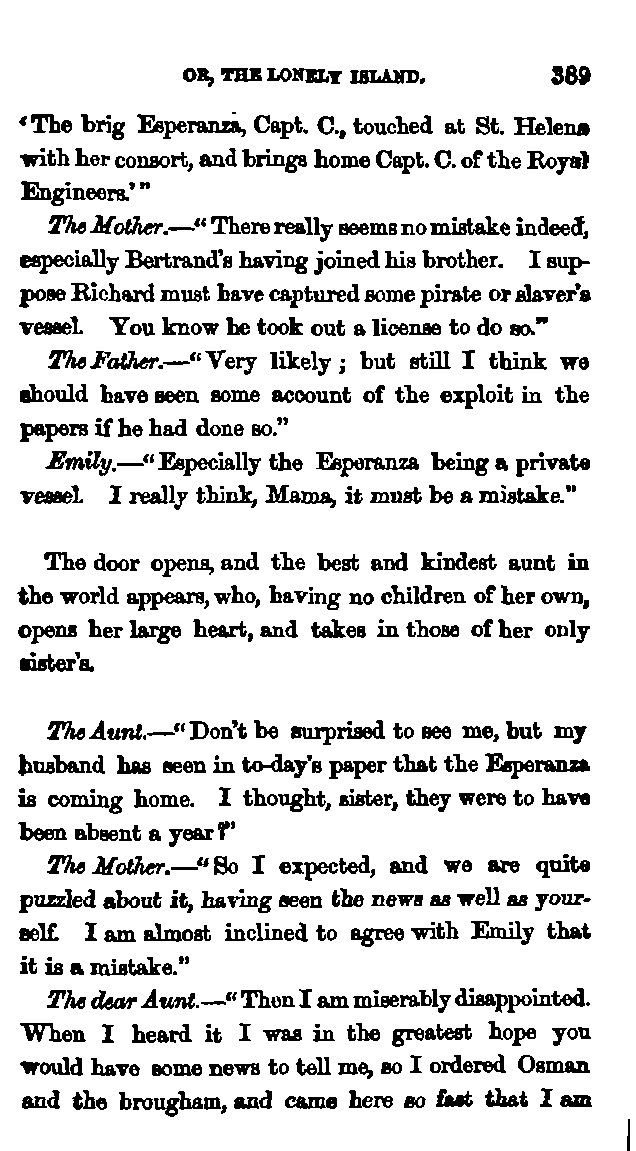 OR, THE LONELY ISLAND. 389
‘The brig Esperanza, Capt. C., touched at St. Helena
with her consort, and brings home Capt. C. of the Royal
Engineers.’”
The Mother.—“There really seems no mistake indeed,
especially Bertrand’s having joined his brother. I sup-
pose Richard must have captured some pirate or slaver’s
vessel. You know he took out a license to do so.”
The Father.—“Very likely; but still I think we
should have seen some account of the exploit in the
papers if he had done so.”
Emily.—“Especially the Esperanza being a private
vessel. I really think, Mama, it must be a mistake.”
The door opens, and the best and kindest aunt in
the world appears, who, having no children of her own,
opens her large heart, and takes in those of her only
sister’s.
The Aunt.—“Don’t be surprised to see me, but my
husband has seen in to-day’s paper that the Esperanza
is coming home. I thought, sister, they were to have
been absent a year?”
The Mother.—“So I expected, and we are quite
puzzled about it, having seen the news as well as your-
self. I am almost inclined to agree with Emily that
it is a mistake.”
The dear Aunt.—“Then I am miserably disappointed.
When I heard it I was in the greatest hope you
would have some news to tell me, so I ordered Osman
and the brougham, and came here so fast that I am